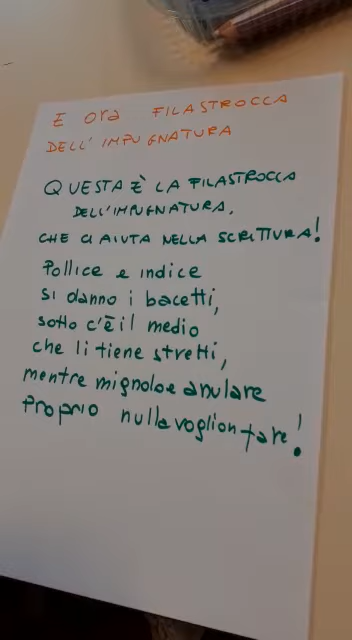 E ORA FILASTROCCA
DELL'IMPUGNATURA
QUESTA È LA FILASTROCCA
DELL'IMPUGNATURA,
CHE CI AIUTA NELLA SCRITTURA!
Pollice e indice
si danno i bacetti,
sotto c'è il medio
che li tiene stretti,
mentre mignolo e anulare
proprio nulla voglion fare!